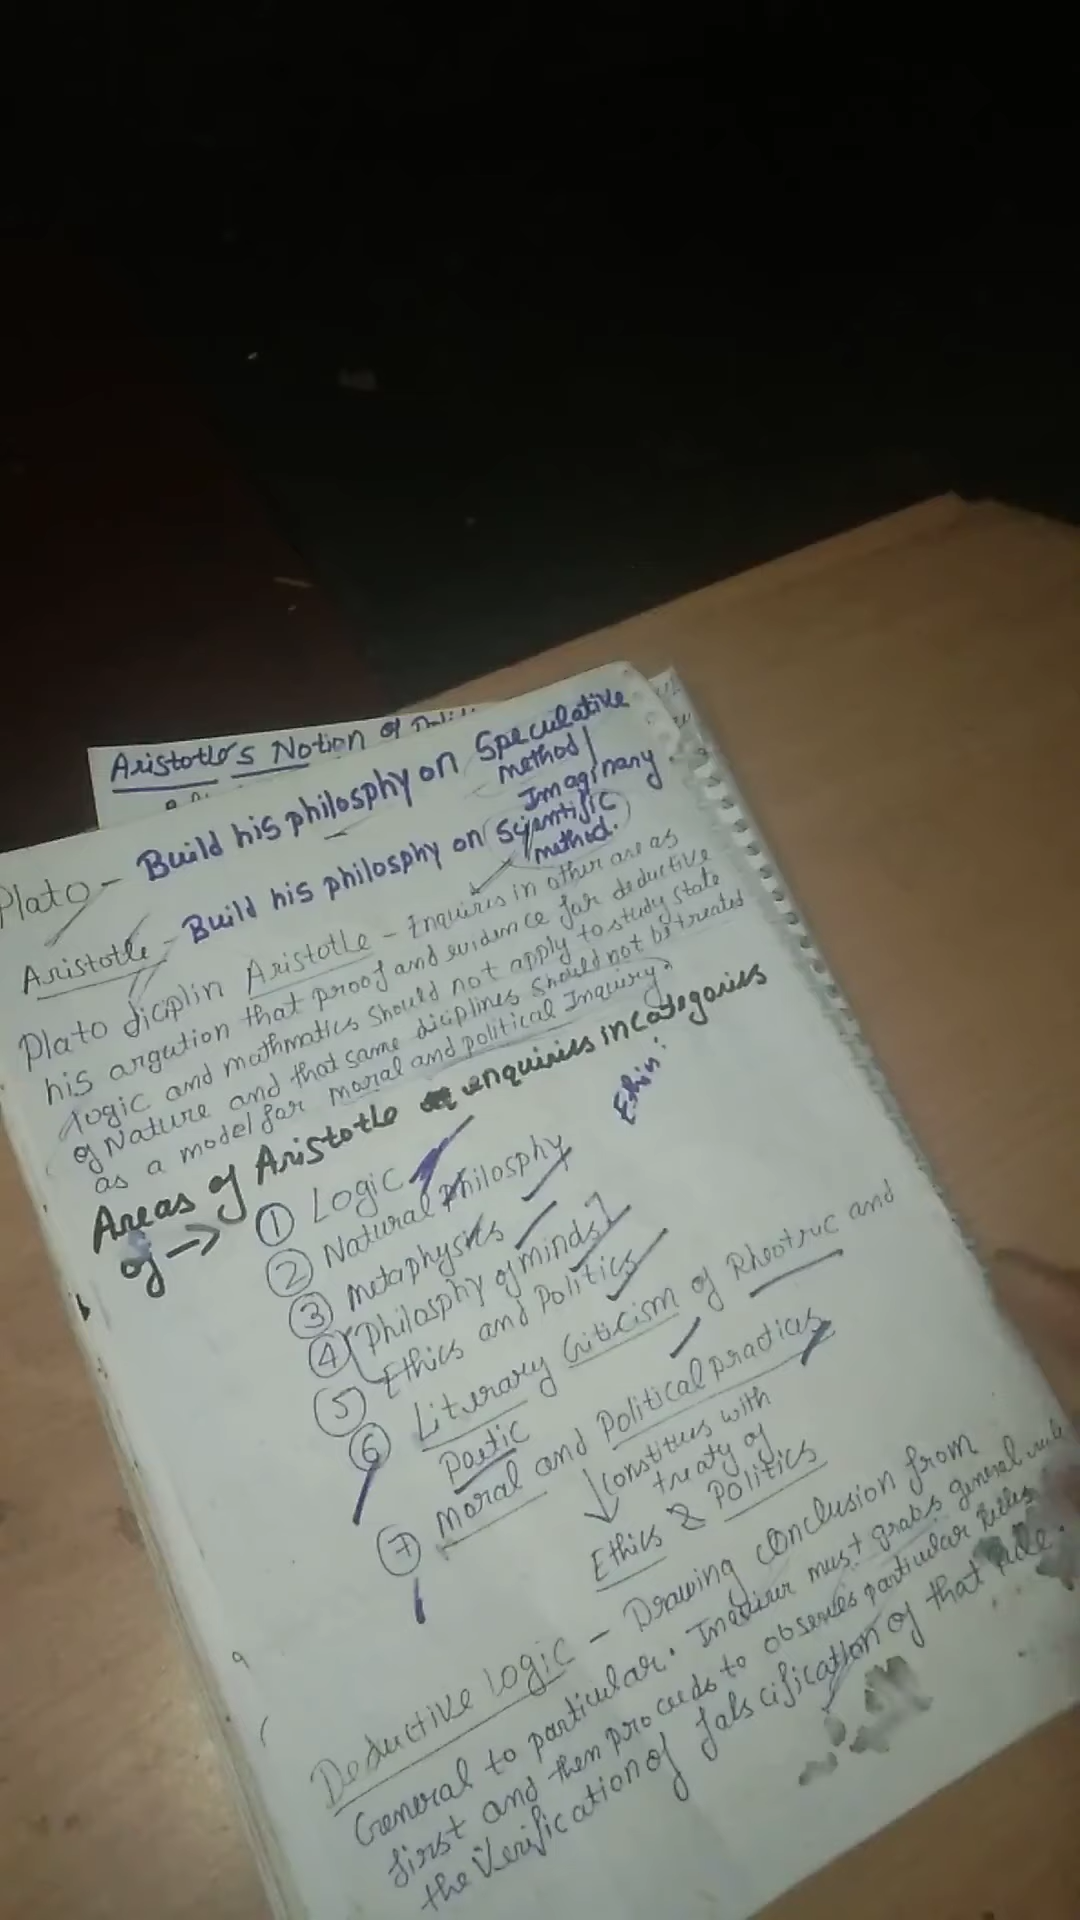 Aristotle's Notion of
Plato - Build his philosphy on Speculative
method/
Imaginary
Aristotle - Build his philosphy on Scientific
method.
Plato diciplin Aristotle - Inquiries in other are as
his argution that proof and evidence for deductive
logic and mathmatics should not apply to study state
of Nature and that same diciplines should not be treated
as a model for moral and political Inquiry.
Areas of Aristotle enquiries in categories
of →
① Logic
② Natural philosphy
③ Metaphysics
④ Philosphy of minds
⑤ Ethics and Politics
⑥ Literary Criticism of Rheotric and
Poetic
⑦ Moral and Political practices
constitues with
treaty of
Ethics & Politics
Deductive logic - Drawing conclusion from
General to particular. Inquirer must grabs general rule
first and then proceeds to observes particular rules
the Verification of falscification of that rule.